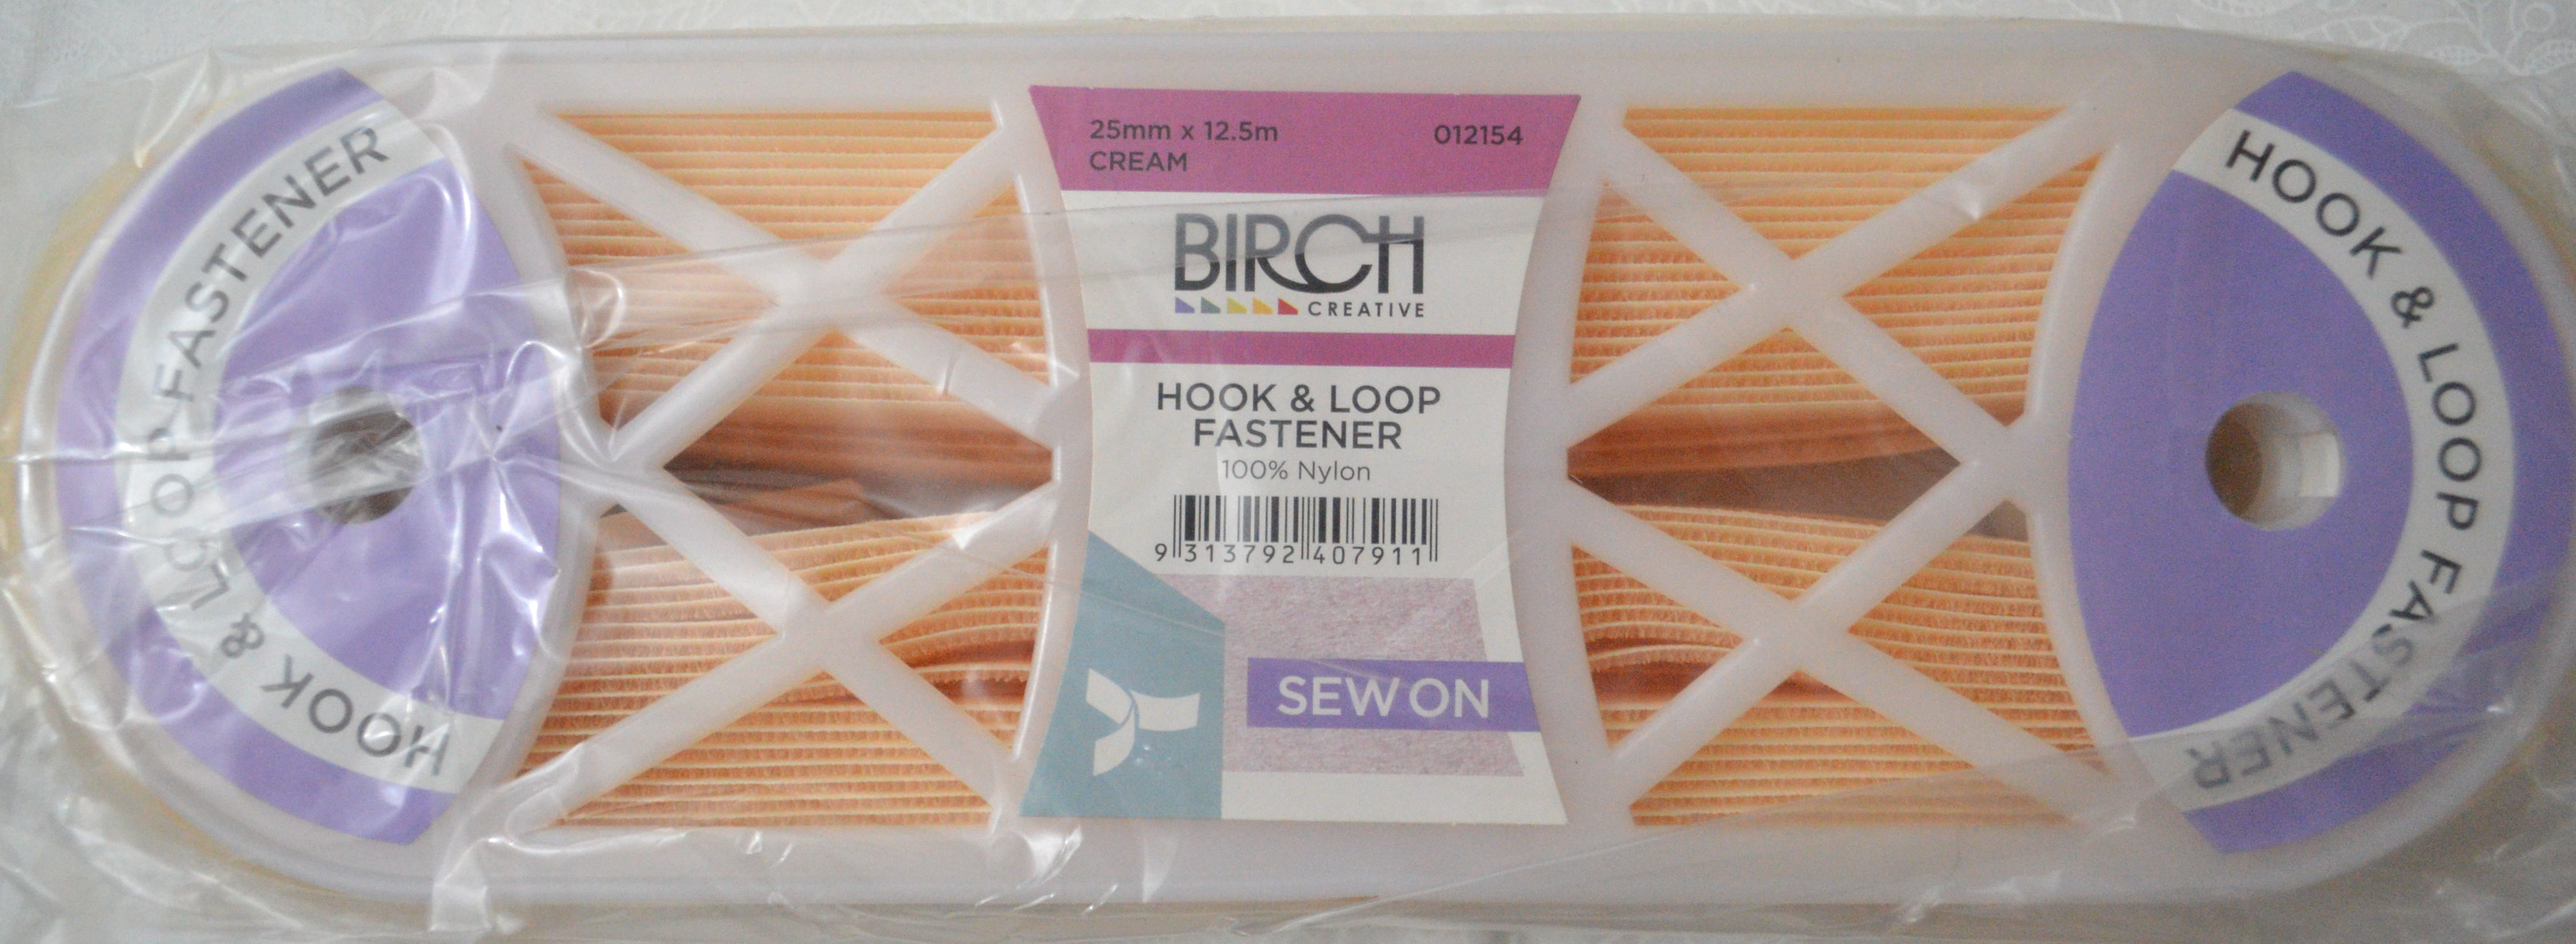 HOOK & LOOP FASTENER
25mm x 12.5m
012154
CREAM
BIRCH
CREATIVE
HOOK & LOOP
FASTENER
100% Nylon
9 313792 407911
SEW ON
HOOK & LOOP FASTENER